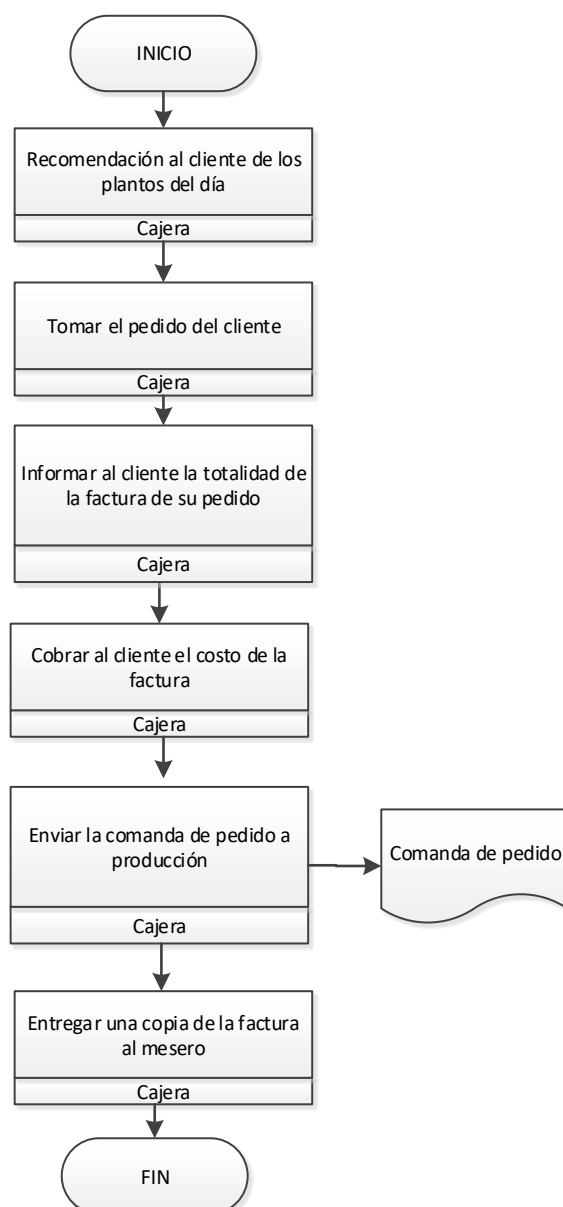 INICIO
Recomendación al cliente de los
plantos del día
Cajera
Tomar el pedido del cliente
Cajera
Informar al cliente la totalidad de
la factura de su pedido
Cajera
Cobrar al cliente el costo de la
factura
Cajera
Enviar la comanda de pedido a
producción
Cajera
Comanda de pedido
Entregar una copia de la factura
al mesero
Cajera
FIN